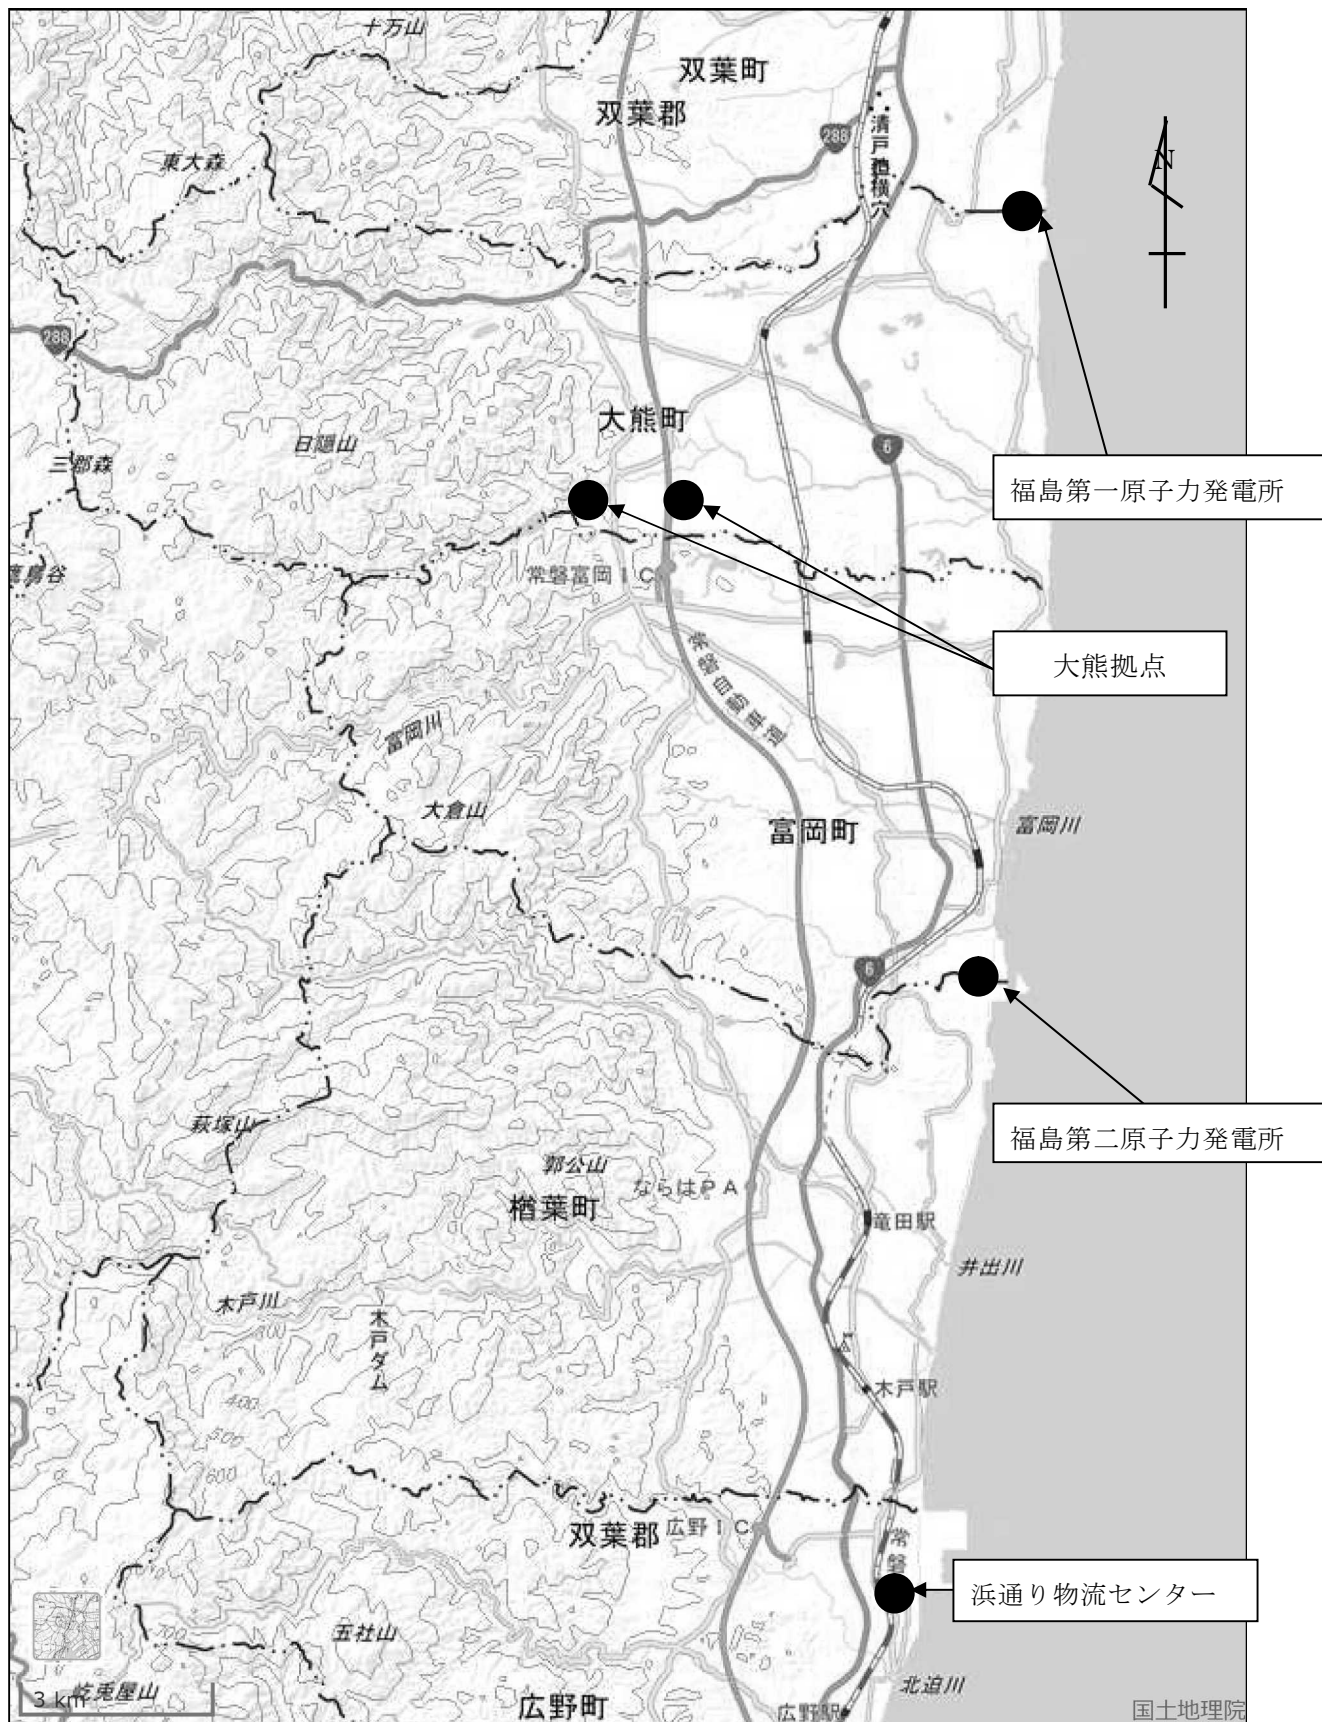 十万山
双葉町
双葉郡
288
清戸廹横穴
東大森
N
288
大熊町
日隠山
三郡森
6
福島第一原子力発電所
常磐富岡IC
鹿鼻谷
大熊拠点
常磐自動車道
富岡川
大倉山
富岡町
富岡川
6
福島第二原子力発電所
萩塚山
郭公山
ならはPA
楢葉町
竜田駅
井出川
木戸川
木戸ダム
400
木戸駅
400
500
600
双葉郡
広野IC
常磐
浜通り物流センター
700
五社山
北迫川
屹兎屋山
3 km
広野町
広野駅
国土地理院